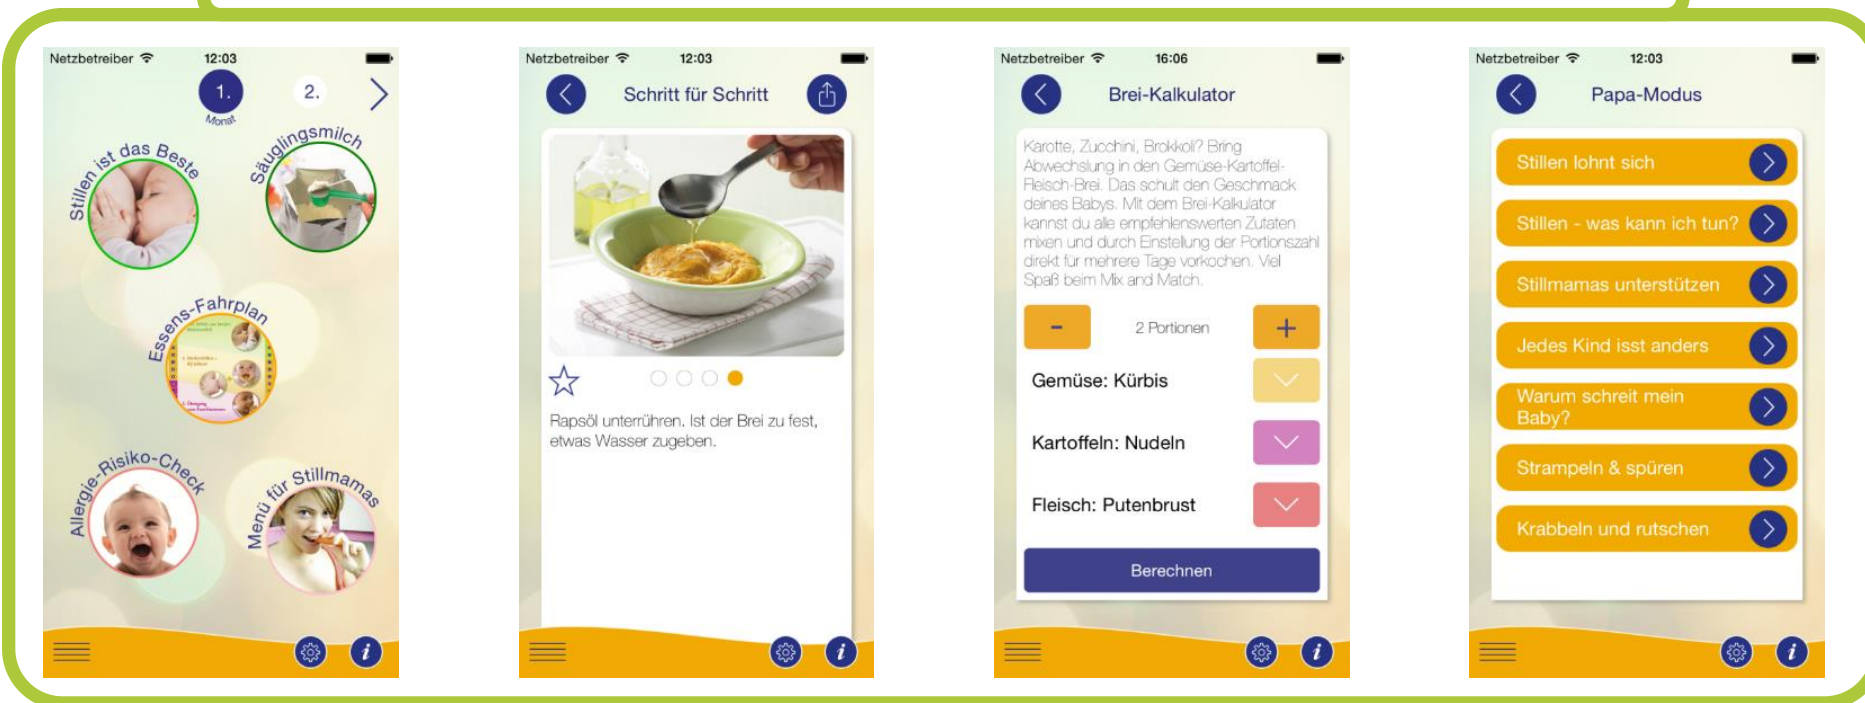 Netzbetreiber 12:03
1. 2.
Monat
Stillen ist das Beste
Säuglingsmilch
Essens-Fahrplan
Allergie-Risiko-Check
Menü für Stillmamas
i
Netzbetreiber 12:03
Schritt für Schritt
Rapsöl unterrühren. Ist der Brei zu fest,
etwas Wasser zugeben.
i
Netzbetreiber 16:06
Brei-Kalkulator
Karotte, Zucchini, Brokkoli? Bring
Abwechslung in den Gemüse-Kartoffel-
Fleisch-Brei. Das schult den Geschmack
deines Babys. Mit dem Brei-Kalkulator
kannst du alle empfehlenswerten Zutaten
mixen und durch Einstellung der Portionszahl
direkt für mehrere Tage vorkochen. Viel
Spaß beim Mix and Match.
- 2 Portionen +
Gemüse: Kürbis
Kartoffeln: Nudeln
Fleisch: Putenbrust
Berechnen
i
Netzbetreiber 12:03
Papa-Modus
Stillen lohnt sich
Stillen - was kann ich tun?
Stillmamas unterstützen
Jedes Kind isst anders
Warum schreit mein
Baby?
Strampeln & spüren
Krabbeln und rutschen
i